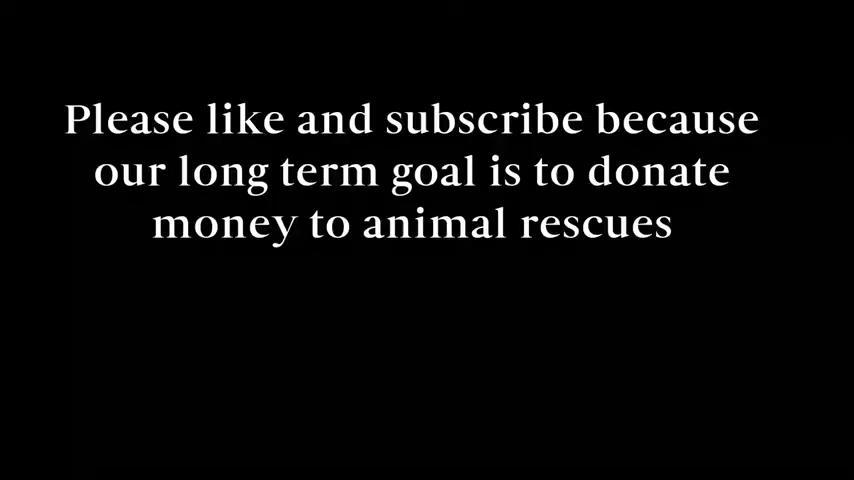 Please like and subscribe because
our long term goal is to donate
money to animal rescues